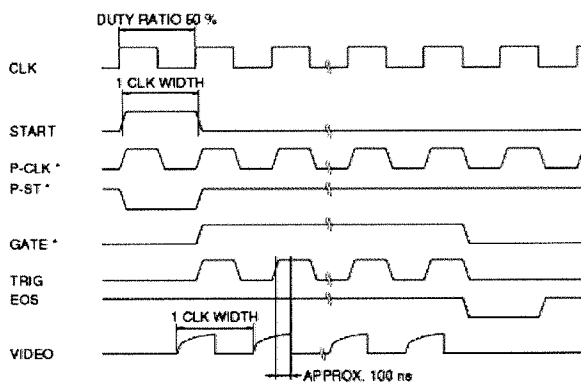 DUTY RATIO 50 %
CLK
1 CLK WIDTH
START
P-CLK *
P-ST *
GATE *
TRIG
EOS
1 CLK WIDTH
VIDEO
APPROX. 100 ns